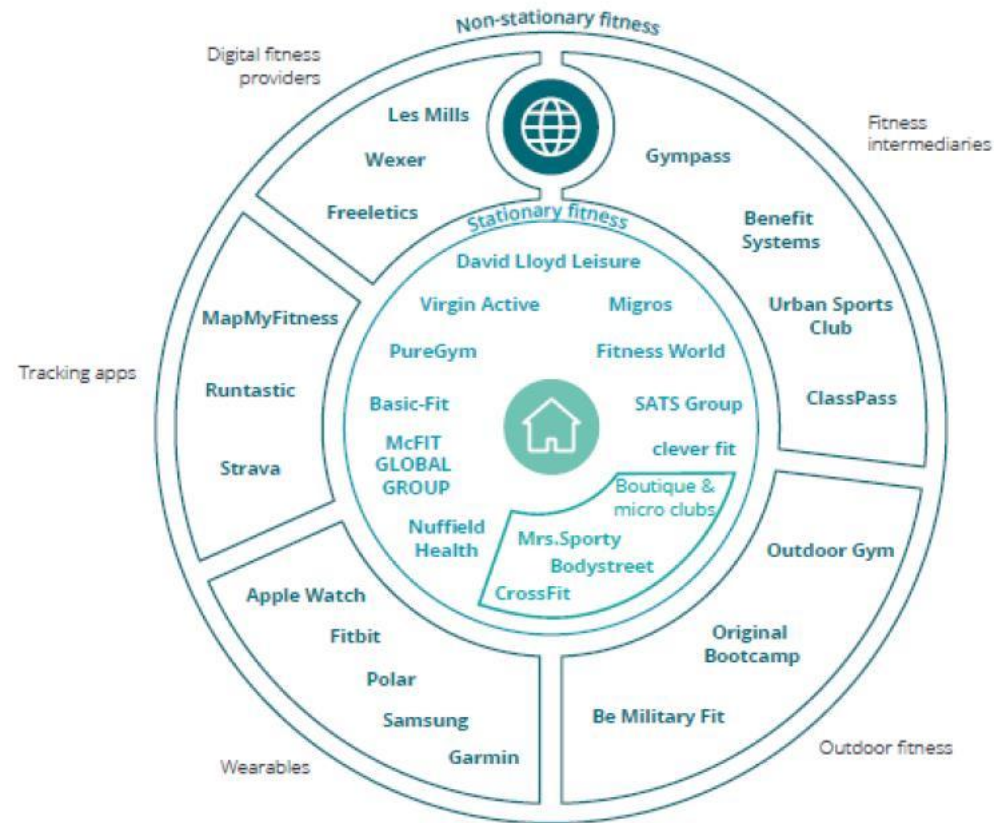 Non-stationary fitness
Digital fitness
providers
Les Mills
Wexer
Freeletics
Fitness
intermediaries
Gympass
Benefit
Systems
Urban Sports
Club
ClassPass
Stationary fitness
David Lloyd Leisure
Virgin Active
Migros
PureGym
Fitness World
Basic-Fit
SATS Group
McFIT
GLOBAL
GROUP
clever fit
Nuffield
Health
Boutique &
micro clubs
Mrs.Sporty
Bodystreet
CrossFit
Tracking apps
MapMyFitness
Runtastic
Strava
Wearables
Apple Watch
Fitbit
Polar
Samsung
Garmin
Outdoor fitness
Outdoor Gym
Original
Bootcamp
Be Military Fit